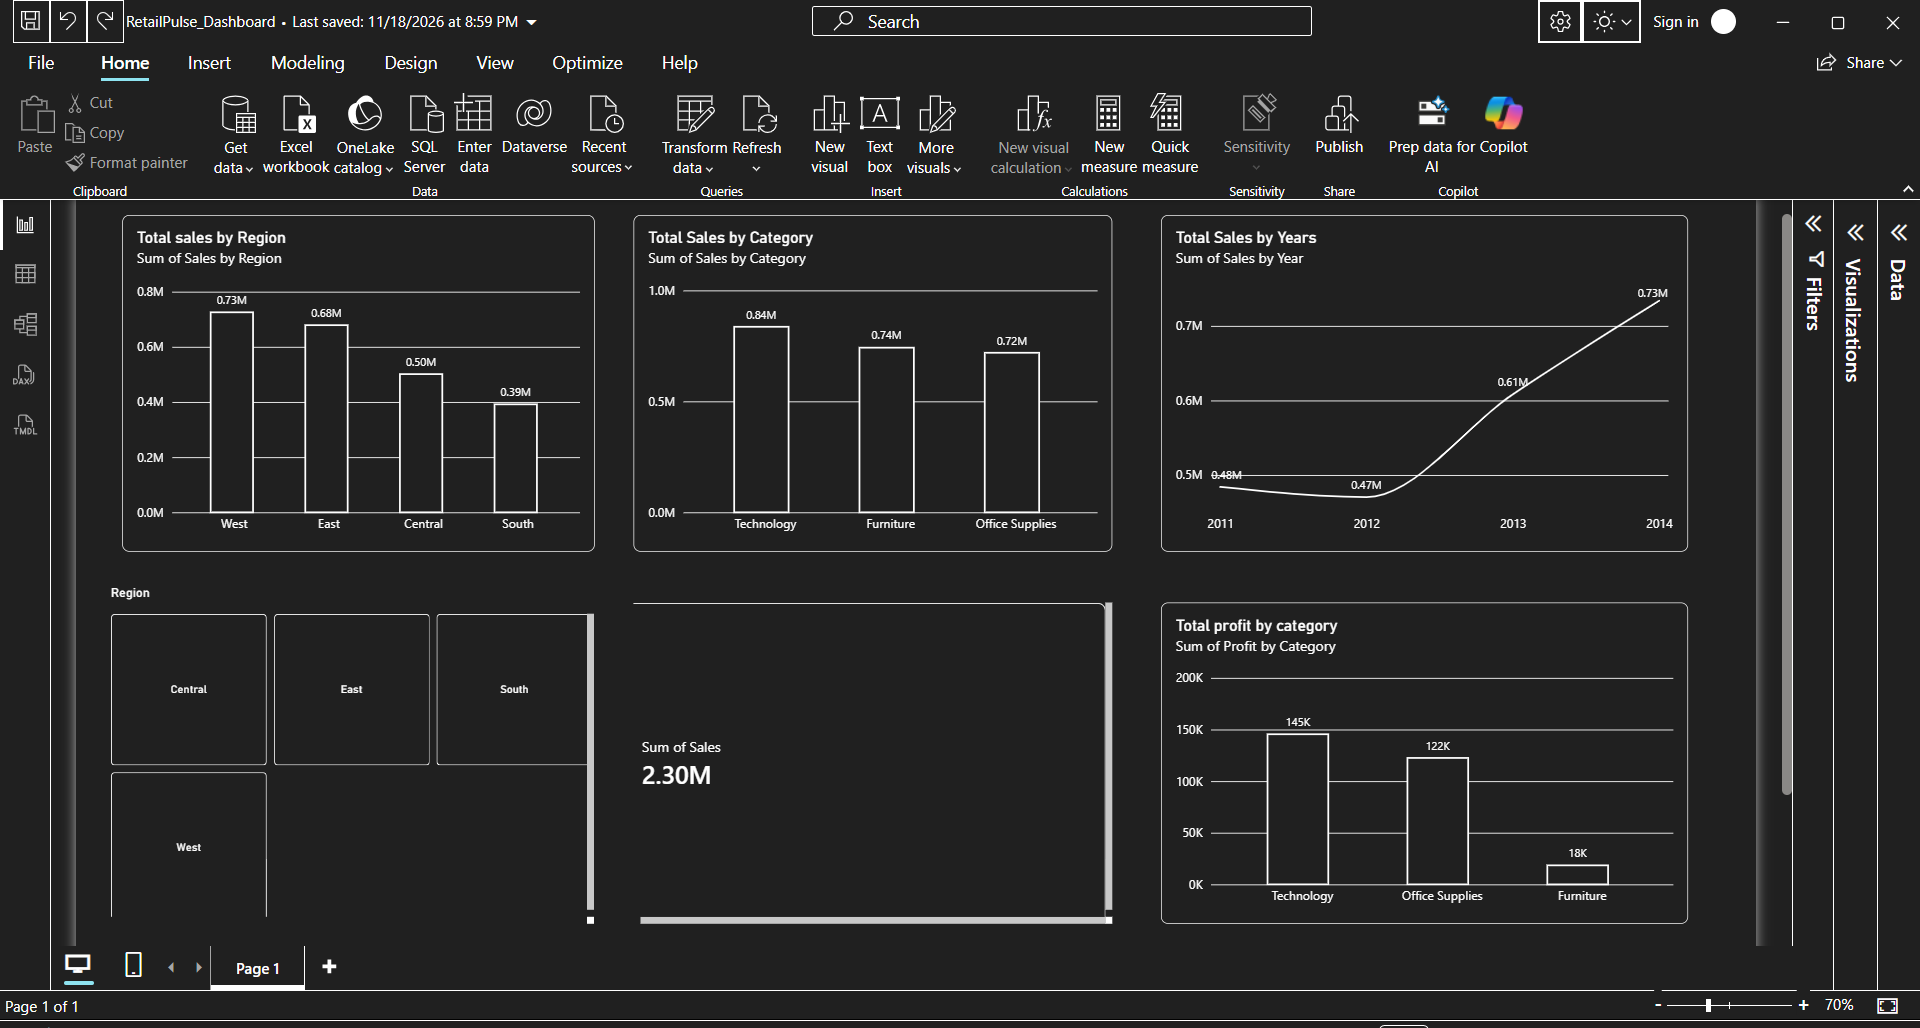 RetailPulse_Dashboard • Last saved: 11/18/2026 at 8:59 PM
Search
Sign in
File Home Insert Modeling Design View Optimize Help
Share
Paste
Cut
Copy
Format painter
Clipboard
Get data
Excel workbook
OneLake catalog
SQL Server
Enter data
Dataverse
Recent sources
Data
Transform data
Refresh
Queries
New visual
Text box
More visuals
Insert
New visual calculation
New measure
Quick measure
Calculations
Sensitivity
Sensitivity
Publish
Share
Prep data for AI
Copilot
Copilot
DAX
TMDL
Total sales by Region
Sum of Sales by Region
0.8M
0.6M
0.4M
0.2M
0.0M
0.73M
0.68M
0.50M
0.39M
West East Central South
Total Sales by Category
Sum of Sales by Category
1.0M
0.5M
0.0M
0.84M
0.74M
0.72M
Technology Furniture Office Supplies
Total Sales by Years
Sum of Sales by Year
0.7M
0.6M
0.5M
0.48M
0.47M
0.61M
0.73M
2011 2012 2013 2014
Filters
Visualizations
Data
Region
Central
East
South
West
Sum of Sales
2.30M
Total profit by category
Sum of Profit by Category
200K
150K
100K
50K
0K
145K
122K
18K
Technology Office Supplies Furniture
Page 1
Page 1 of 1
- + 70%